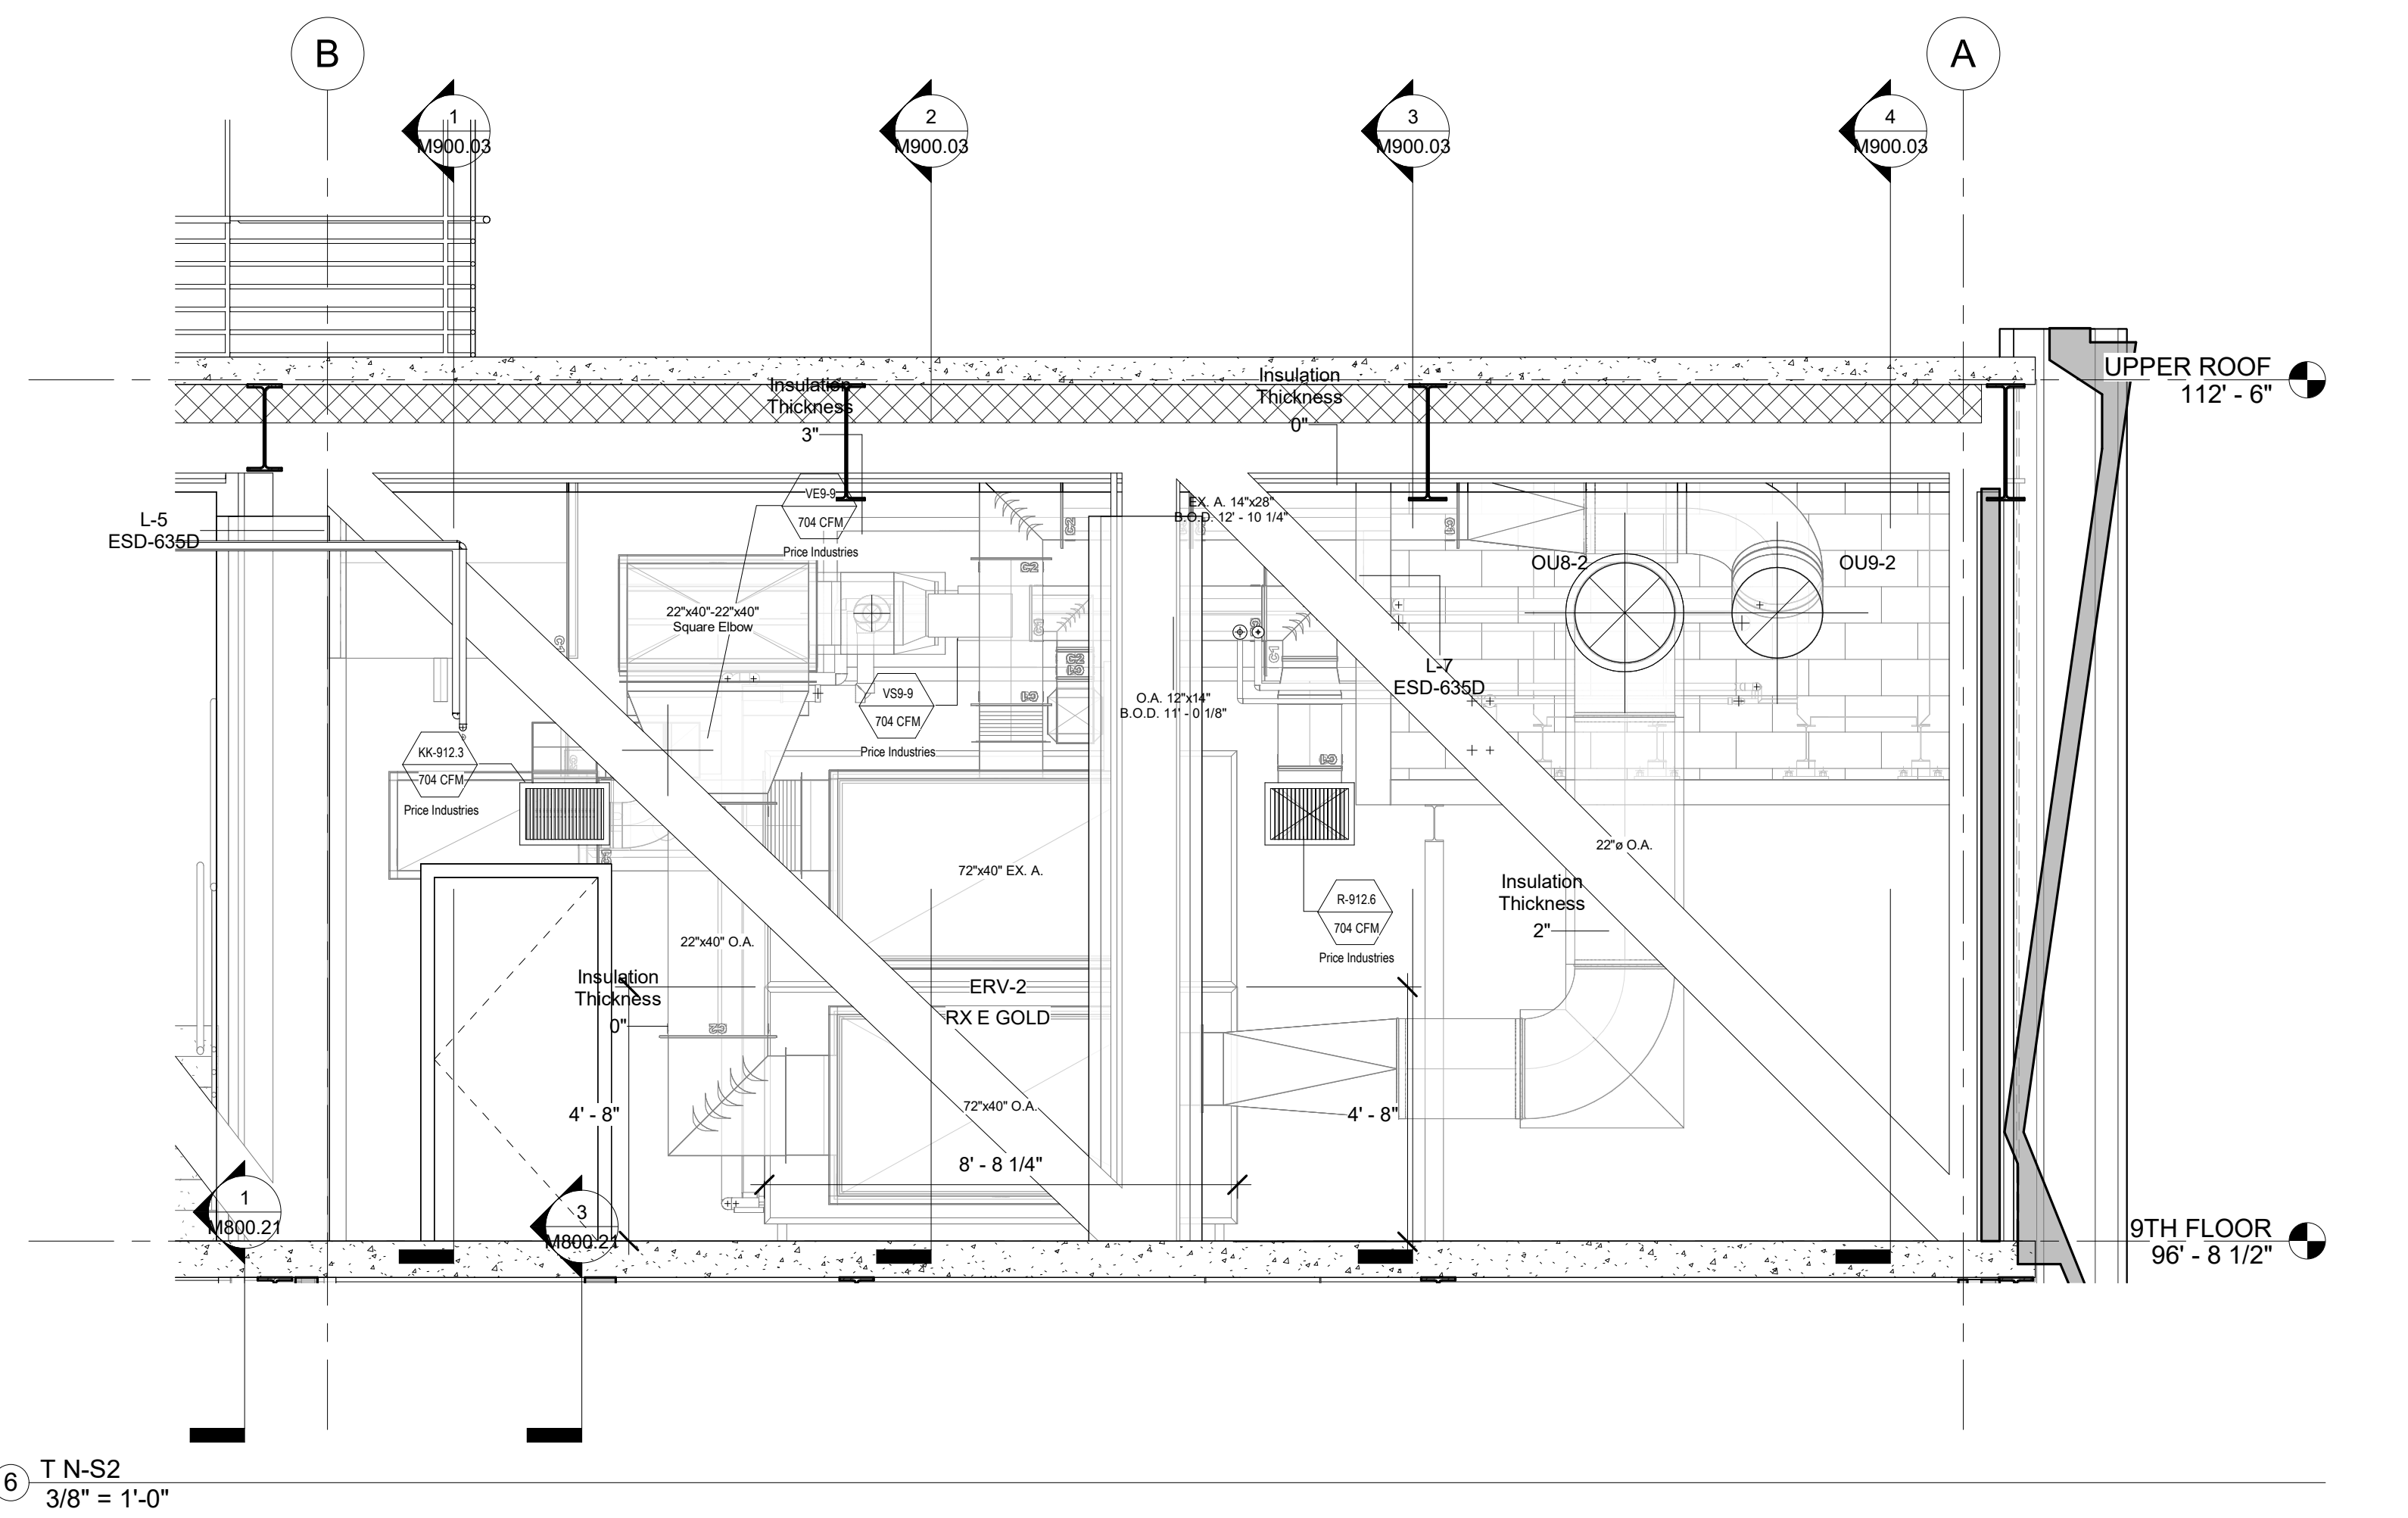 B
A
1
M900.03
2
M900.03
3
M900.03
4
M900.03
UPPER ROOF
112' - 6"
Insulation
Thickness
3"
Insulation
Thickness
0"
VE9-9
704 CFM
Price Industries
EX. A. 14"x28"
B.O.D. 12' - 10 1/4"
L-5
ESD-635D
C2
C1
C2
OU8-2
OU9-2
22"x40"-22"x40"
Square Elbow
C1
L-7
ESD-635D
VS9-9
704 CFM
Price Industries
O.A. 12"x14"
B.O.D. 11' - 0 1/8"
KK-912.3
704 CFM
Price Industries
22"ø O.A.
72"x40" EX. A.
Insulation
Thickness
2"
R-912.6
704 CFM
Price Industries
22"x40" O.A.
Insulation
Thickness
0"
ERV-2
RX E GOLD
72"x40" O.A.
4' - 8"
4' - 8"
8' - 8 1/4"
1
M800.21
3
M800.21
9TH FLOOR
96' - 8 1/2"
6
T N-S2
3/8" = 1'-0"